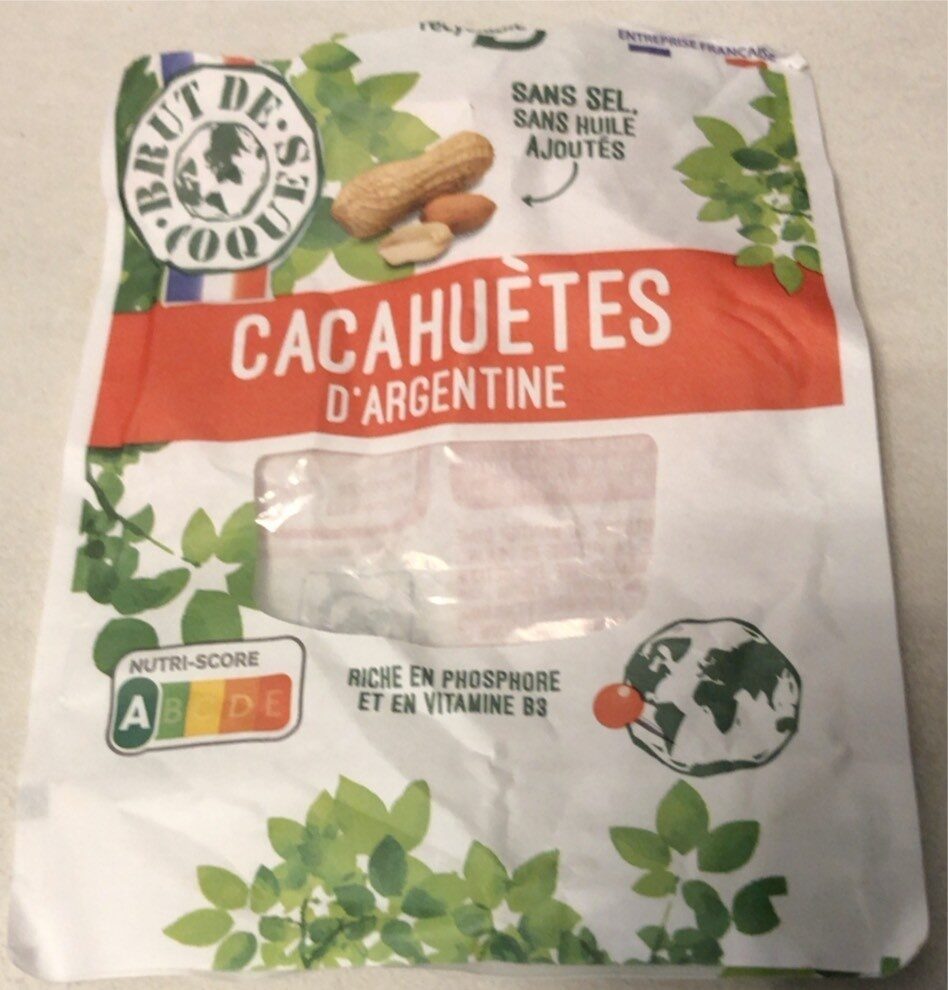 ENTREPRISE FRANÇAISE
BRUT DE
COQUES
SANS SEL,
SANS HUILE
AJOUTÉS
CACAHUÈTES
D'ARGENTINE
NUTRI-SCORE
A B C D E
RICHE EN PHOSPHORE
ET EN VITAMINE B3